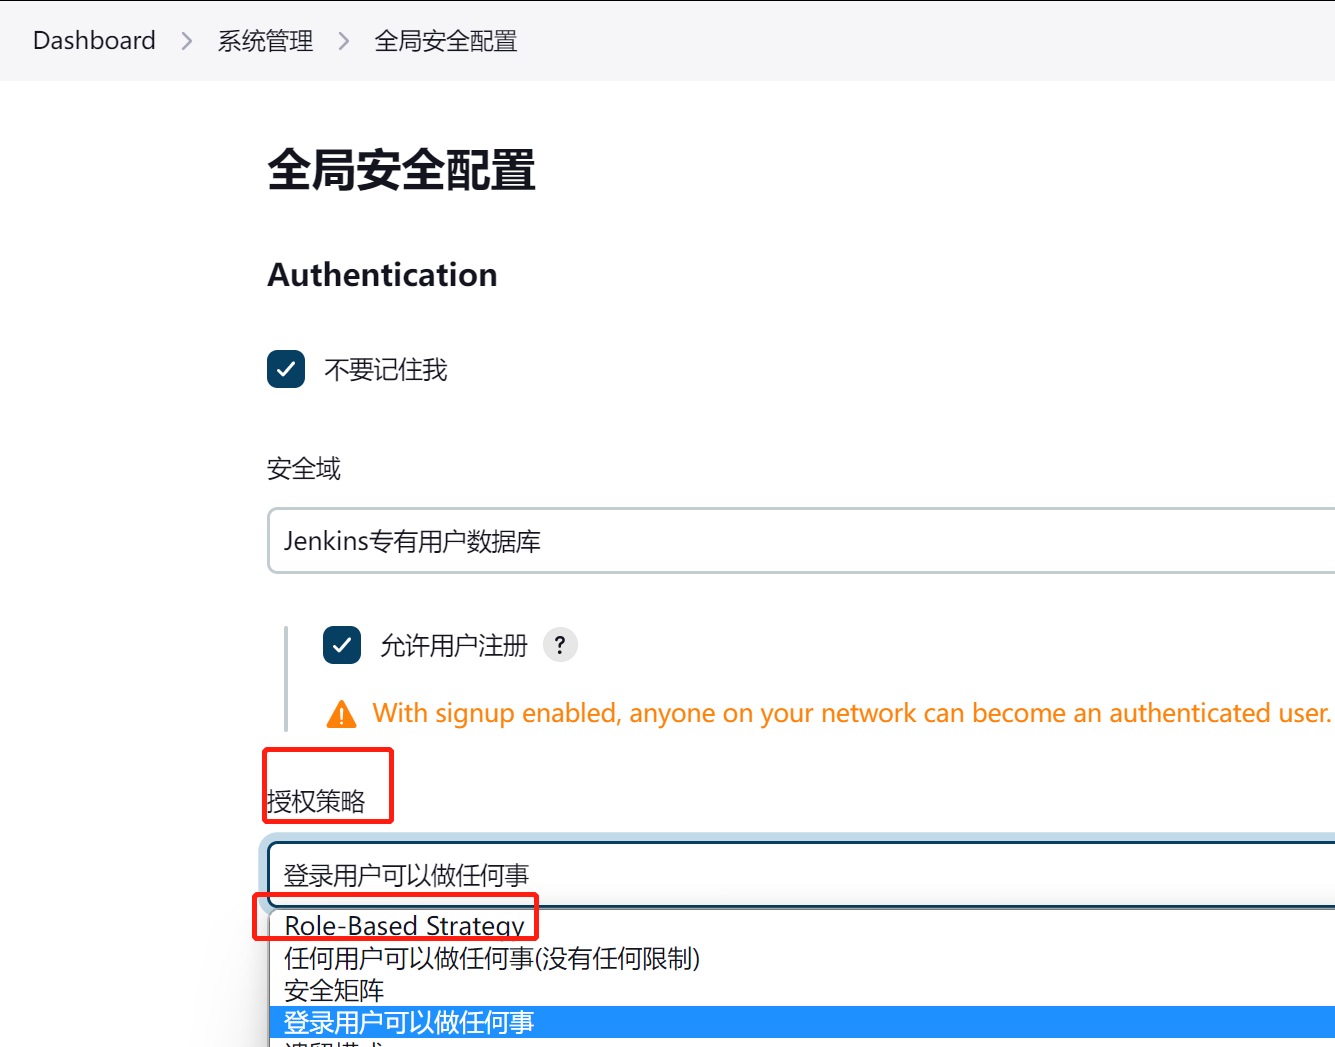 Dashboard > 系统管理 > 全局安全配置
全局安全配置
Authentication
不要记住我
安全域
Jenkins专有用户数据库
允许用户注册 ?
With signup enabled, anyone on your network can become an authenticated user.
授权策略
登录用户可以做任何事
Role-Based Strategy
任何用户可以做任何事(没有任何限制)
安全矩阵
登录用户可以做任何事